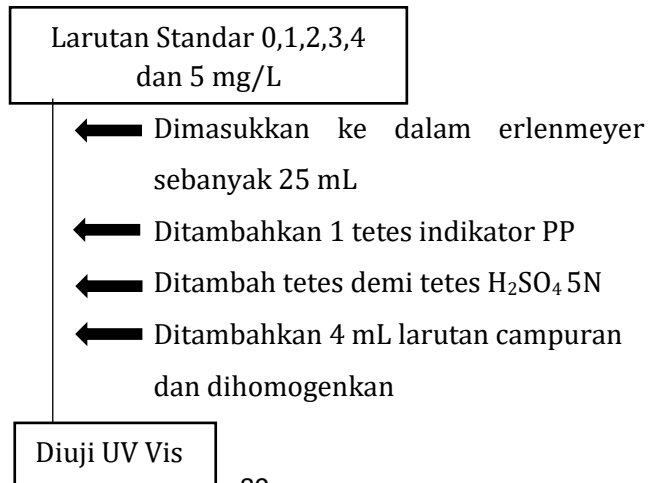 Larutan Standar 0,1,2,3,4
dan 5 mg/L
Dimasukkan ke dalam erlenmeyer
sebanyak 25 mL
Ditambahkan 1 tetes indikator PP
Ditambah tetes demi tetes H₂SO₄ 5N
Ditambahkan 4 mL larutan campuran
dan dihomogenkan
Diuji UV Vis